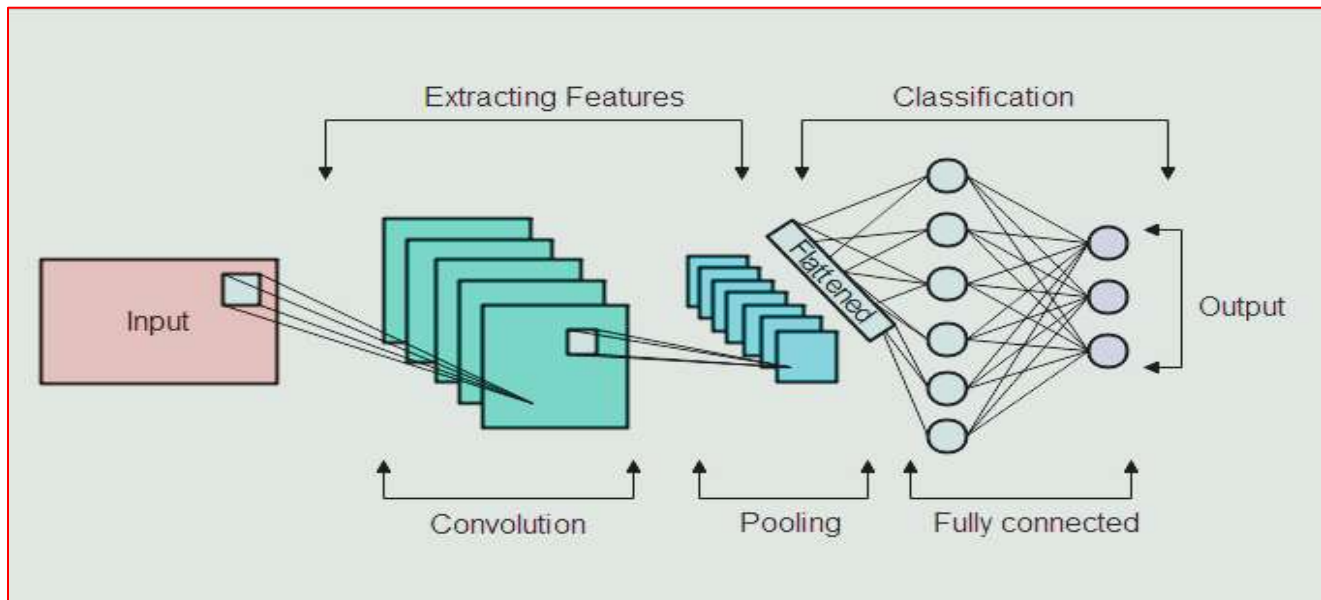 Extracting Features
Classification
Input
Flattened
Output
Convolution
Pooling
Fully connected